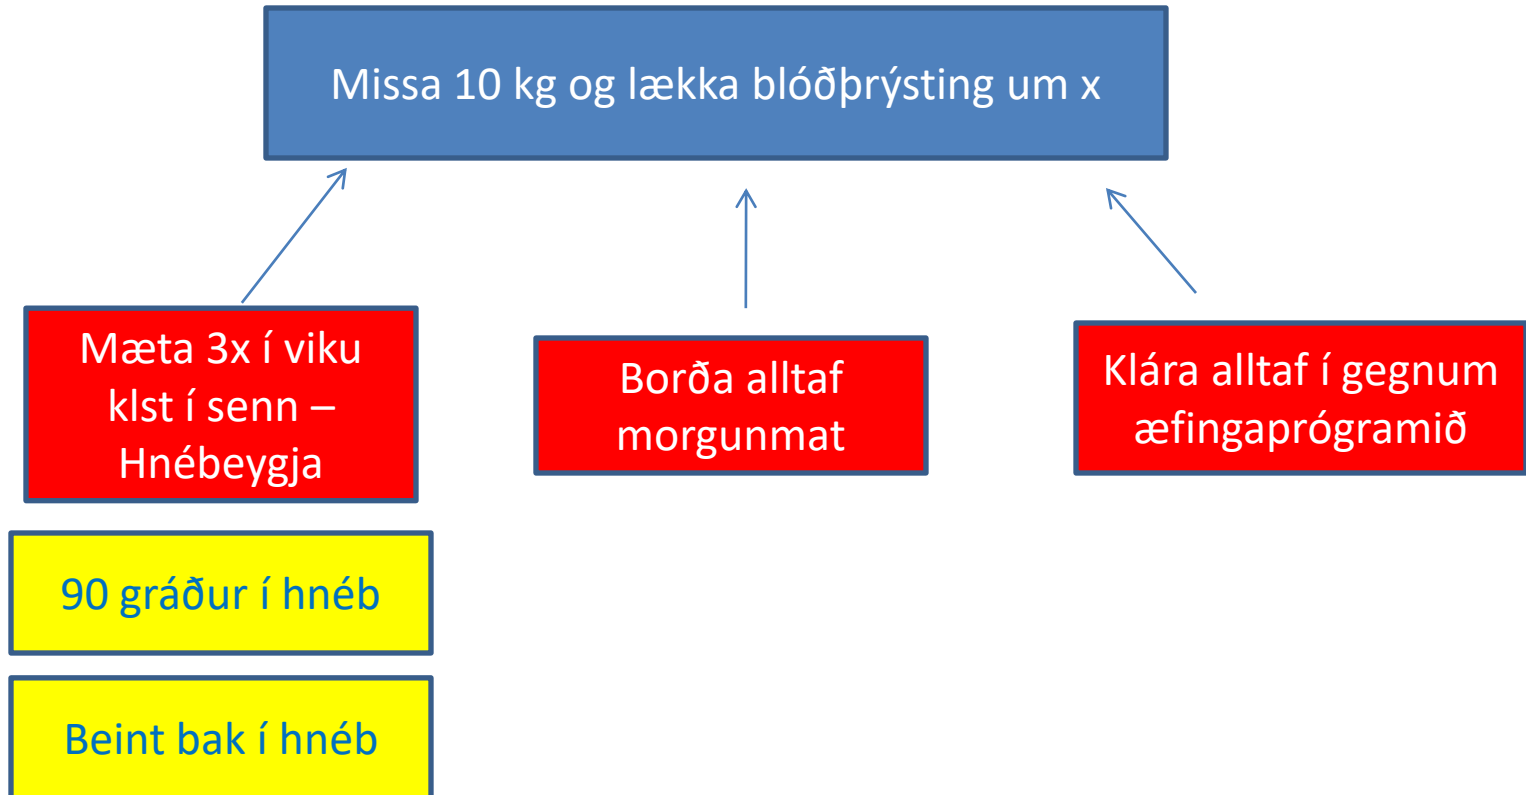 Missa 10 kg og lækka blóðþrýsting um x
Mæta 3x í viku
klst í senn –
Hnébeygja
Borða alltaf
morgunmat
Klára alltaf í gegnum
æfingaprógramið
90 gráður í hnéb
Beint bak í hnéb